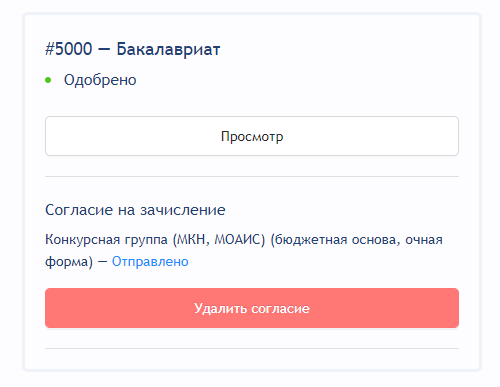 #5000 — Бакалавриат
Одобрено
Просмотр
Согласие на зачисление
Конкурсная группа (МКН, МОАИС) (бюджетная основа, очная
форма) — Отправлено
Удалить согласие